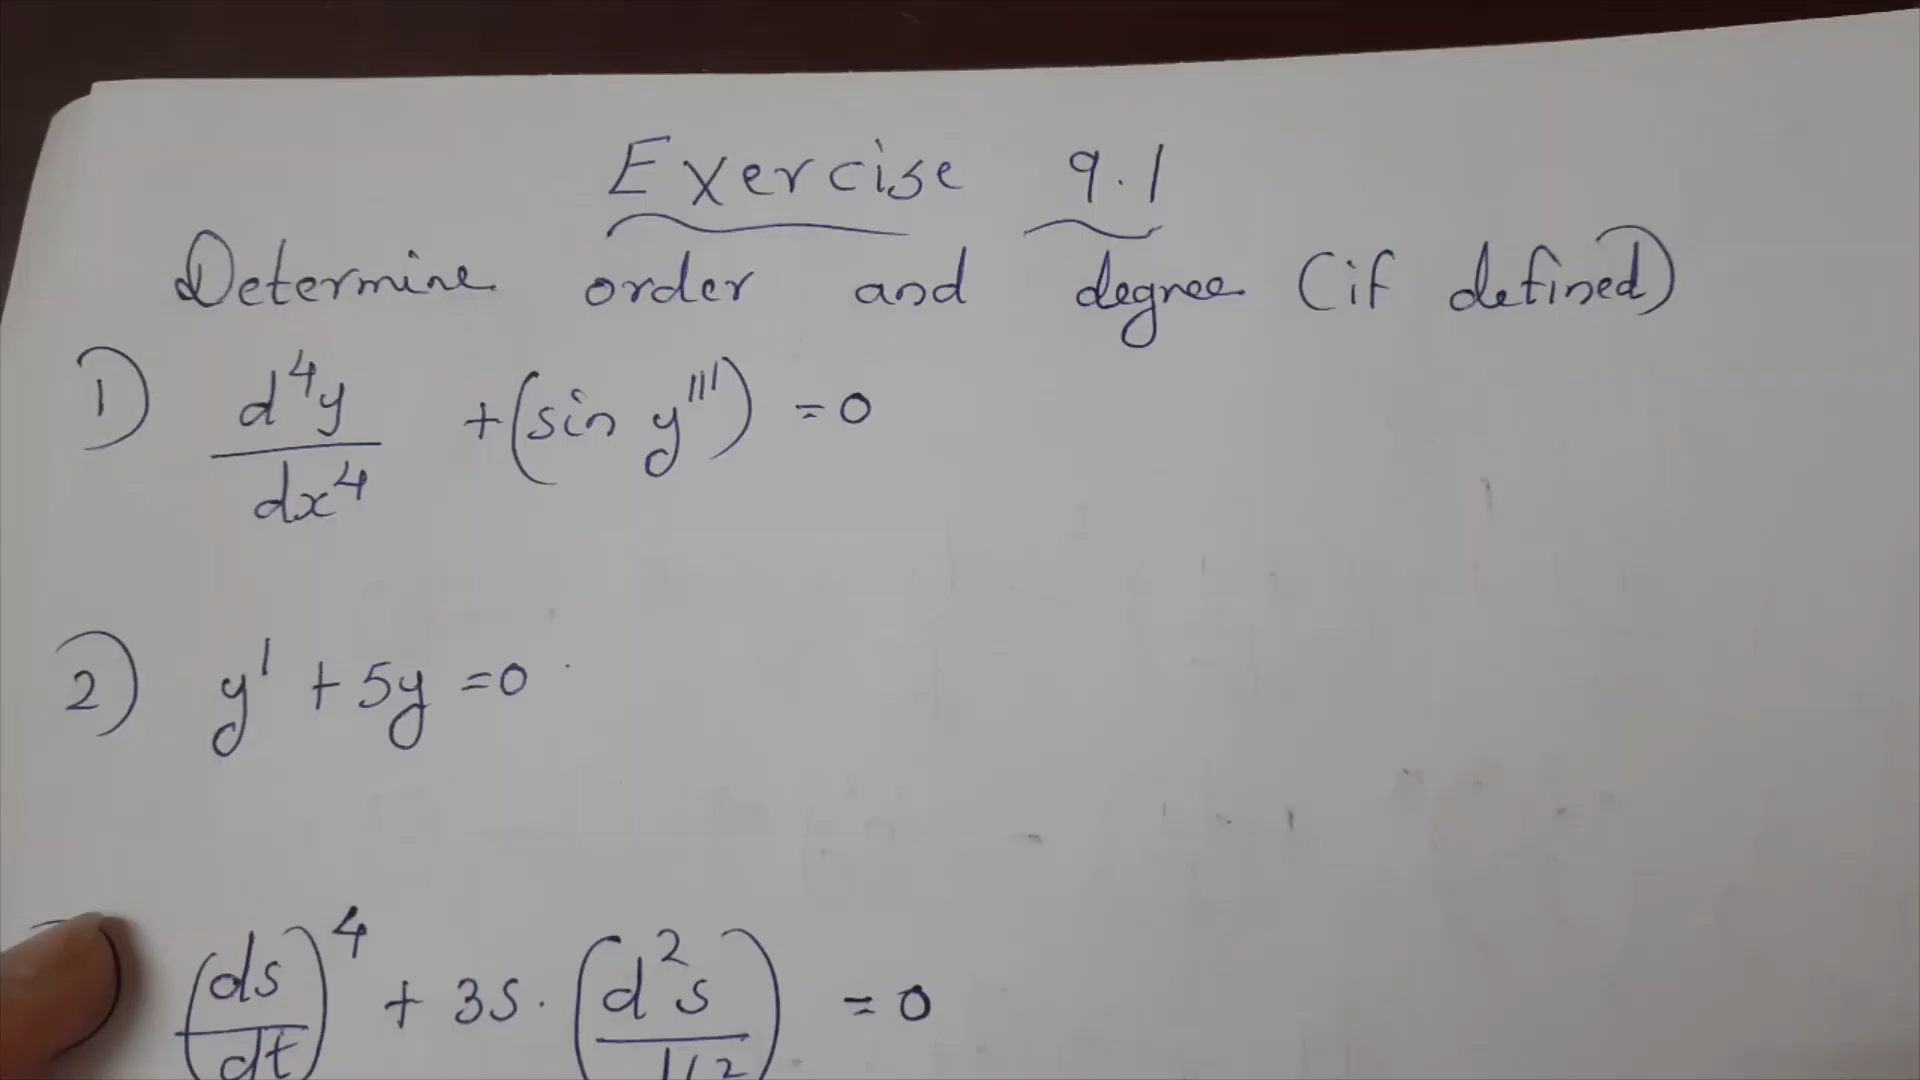 Exercise 9.1
Determine order and degree (if defined)
1) d⁴y/dx⁴ + (sin y''') = 0
2) y' + 5y = 0
(ds/dt)⁴ + 3s. (d²s/dt²) = 0